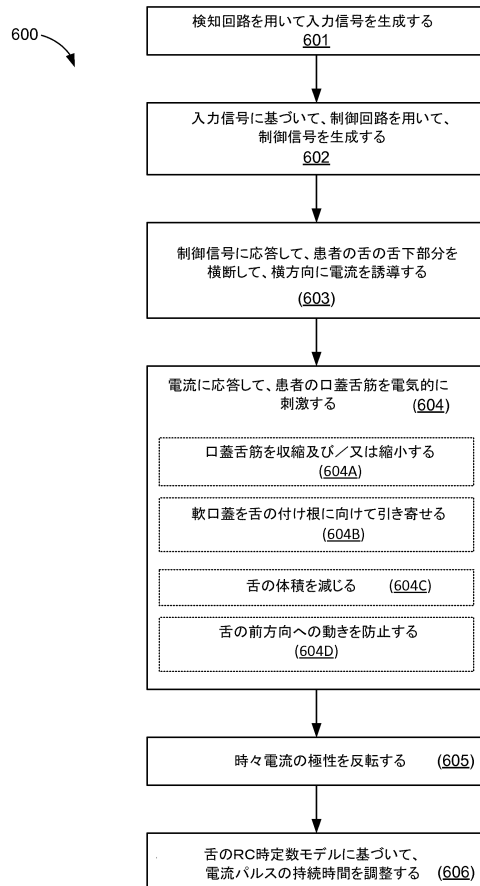 600
検知回路を用いて入力信号を生成する
601
入力信号に基づいて、制御回路を用いて、
制御信号を生成する
602
制御信号に応答して、患者の舌の舌下部分を
横断して、横方向に電流を誘導する
(603)
電流に応答して、患者の口蓋舌筋を電気的に
刺激する (604)
口蓋舌筋を収縮及び／又は縮小する
(604A)
軟口蓋を舌の付け根に向けて引き寄せる
(604B)
舌の体積を減じる (604C)
舌の前方向への動きを防止する
(604D)
時々電流の極性を反転する (605)
舌のRC時定数モデルに基づいて、
電流パルスの持続時間を調整する (606)